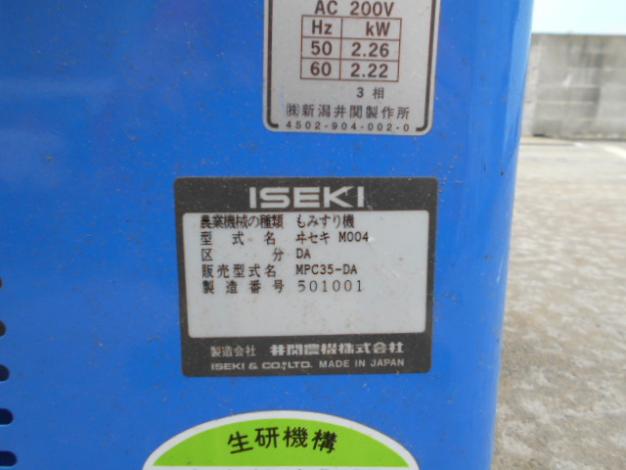 AC 200V
Hz kW
50 2.26
60 2.22
3相
㈱新潟井関製作所
4502-904-002-0
ISEKI
農業機械の種類 もみすり機
型式名 ヰセキ M004
区分 DA
販売型式名 MPC35-DA
製造番号 501001
製造会社 井関農機株式会社
ISEKI & CO.,LTD. MADE IN JAPAN
生研機構